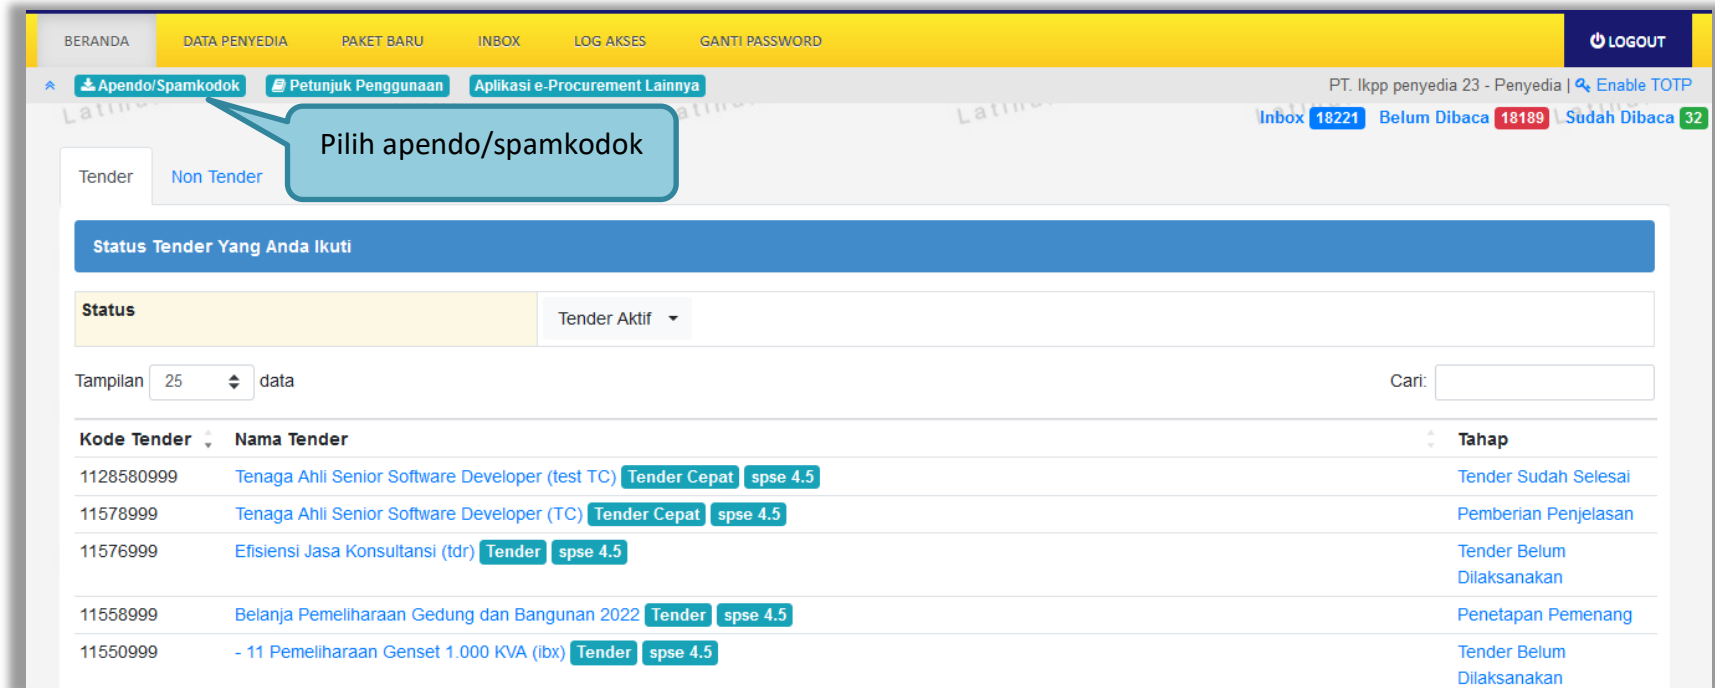 BERANDA DATA PENYEDIA PAKET BARU INBOX LOG AKSES GANTI PASSWORD LOGOUT
Apendo/Spamkodok Petunjuk Penggunaan Aplikasi e-Procurement Lainnya PT. lkpp penyedia 23 - Penyedia | Enable TOTP
Inbox 18221 Belum Dibaca 18189 Sudah Dibaca 32
Pilih apendo/spamkodok
Tender Non Tender
Status Tender Yang Anda Ikuti
Status Tender Aktif
Tampilan 25 data Cari:
Kode Tender Nama Tender Tahap
1128580999 Tenaga Ahli Senior Software Developer (test TC) Tender Cepat spse 4.5 Tender Sudah Selesai
11578999 Tenaga Ahli Senior Software Developer (TC) Tender Cepat spse 4.5 Pemberian Penjelasan
11576999 Efisiensi Jasa Konsultansi (tdr) Tender spse 4.5 Tender Belum
Dilaksanakan
11558999 Belanja Pemeliharaan Gedung dan Bangunan 2022 Tender spse 4.5 Penetapan Pemenang
11550999 - 11 Pemeliharaan Genset 1.000 KVA (ibx) Tender spse 4.5 Tender Belum
Dilaksanakan